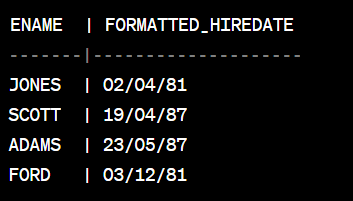 ENAME | FORMATTED_HIREDATE
-------|--------------------
JONES | 02/04/81
SCOTT | 19/04/87
ADAMS | 23/05/87
FORD | 03/12/81